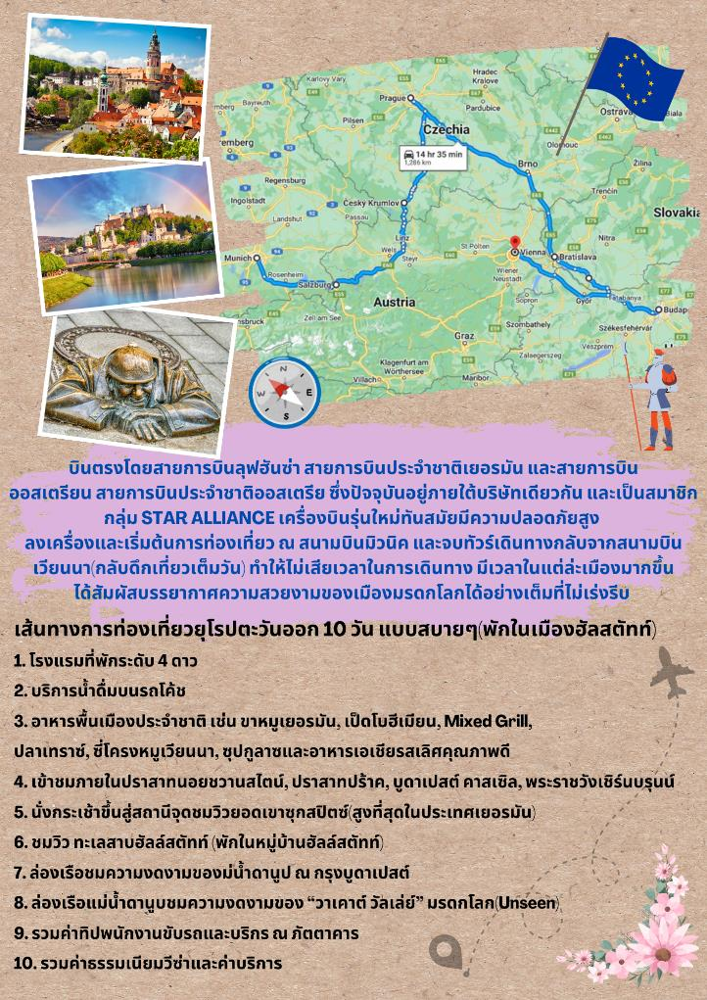 Karlovy Vary
Hradec
Kralove
Prague
Bayreuth
Pilsen
Pardubice
Czechia
Ostrava
Olomouc
14 hr 35 min
1,286 km
Brno
Žilina
Regensburg
Trenčín
Ingolstadt
Český Krumlov
Passau
Slovakia
Landshut
Linz
Nitra
Wels
Steyr
St Pölten
Vienna
Munich
Bratislava
Rosenheim
Wiener
Neustadt
Salzburg
Sopron
Győr
Tatabánya
Budap
Austria
Zell am See
nsbruck
Szombathely
Székesfehérvár
Graz
Veszprém
Zalaegerszeg
Klagenfurt am
Wörthersee
Villach
Maribor
N
W
E
S
บินตรงโดยสายการบินลุฟฮันซ่า สายการบินประจำชาติเยอรมัน และสายการบิน
ออสเตรียน สายการบินประจำชาติออสเตรีย ซึ่งปัจจุบันอยู่ภายใต้บริษัทเดียวกัน และเป็นสมาชิก
กลุ่ม STAR ALLIANCE เครื่องบินรุ่นใหม่ทันสมัยมีความปลอดภัยสูง
ลงเครื่องและเริ่มต้นการท่องเที่ยว ณ สนามบินมิวนิค และจบทัวร์เดินทางกลับจากสนามบิน
เวียนนา(กลับดึกเที่ยวเต็มวัน) ทำให้ไม่เสียเวลาในการเดินทาง มีเวลาในแต่ล่ะเมืองมากขึ้น
ได้สัมผัสบรรยากาศความสวยงามของเมืองมรดกโลกได้อย่างเต็มที่ไม่เร่งรีบ
เส้นทางการท่องเที่ยวยุโรปตะวันออก 10 วัน แบบสบายๆ(พักในเมืองฮัลสตัทท์)
1. โรงแรมที่พักระดับ 4 ดาว
2. บริการน้ำดื่มบนรถโค้ช
3. อาหารพื้นเมืองประจำชาติ เช่น ขาหมูเยอรมัน, เป็ดโบฮีเมียน, Mixed Grill,
ปลาเทราซ์, ซี่โครงหมูเวียนนา, ซุปกูลาซและอาหารเอเชียรสเลิศคุณภาพดี
4. เข้าชมภายในปราสาทนอยชวานสไตน์, ปราสาทปร้าค, บูดาเปสต์ คาสเซิล, พระราชวังเชิร์นบรุนน์
5. นั่งกระเช้าขึ้นสู่สถานีจุดชมวิวยอดเขาซุกสปิตซ์(สูงที่สุดในประเทศเยอรมัน)
6. ชมวิว ทะเลสาบฮัลล์สตัทท์ (พักในหมู่บ้านฮัลล์สตัทท์)
7. ล่องเรือชมความงดงามของม่น้ำดานูป ณ กรุงบูดาเปสต์
8. ล่องเรือแม่น้ำดานูบชมความงดงามของ “วาเคาต์ วัลเล่ย์” มรดกโลก(Unseen)
9. รวมค่าทิปพนักงานขับรถและบริกร ณ ภัตตาคาร
10. รวมค่าธรรมเนียมวีซ่าและค่าบริการ